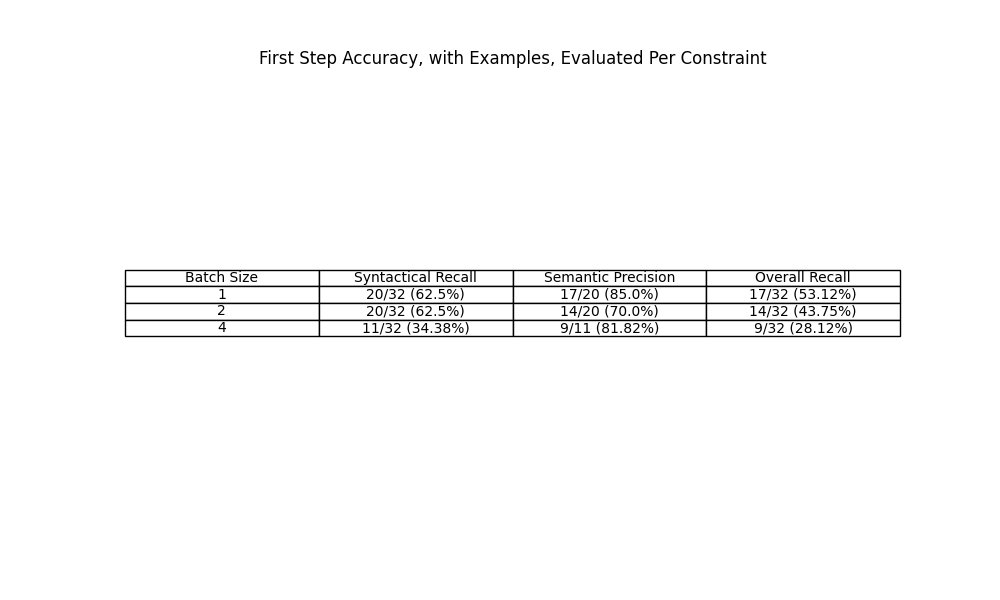 First Step Accuracy, with Examples, Evaluated Per Constraint
Batch Size Syntactical Recall Semantic Precision Overall Recall
1 20/32 (62.5%) 17/20 (85.0%) 17/32 (53.12%)
2 20/32 (62.5%) 14/20 (70.0%) 14/32 (43.75%)
4 11/32 (34.38%) 9/11 (81.82%) 9/32 (28.12%)